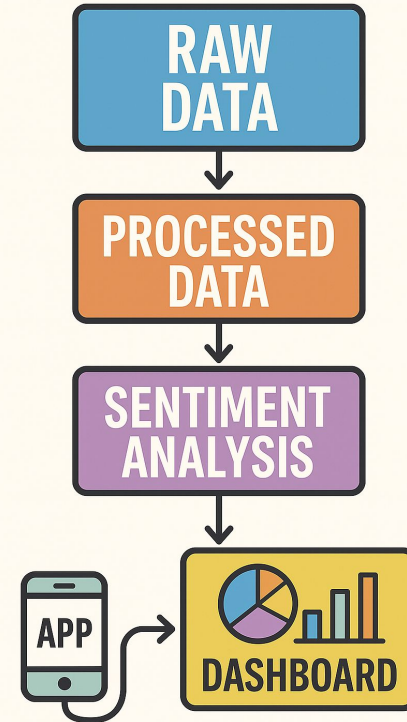 RAW
DATA
PROCESSED
DATA
SENTIMENT
ANALYSIS
APP
DASHBOARD